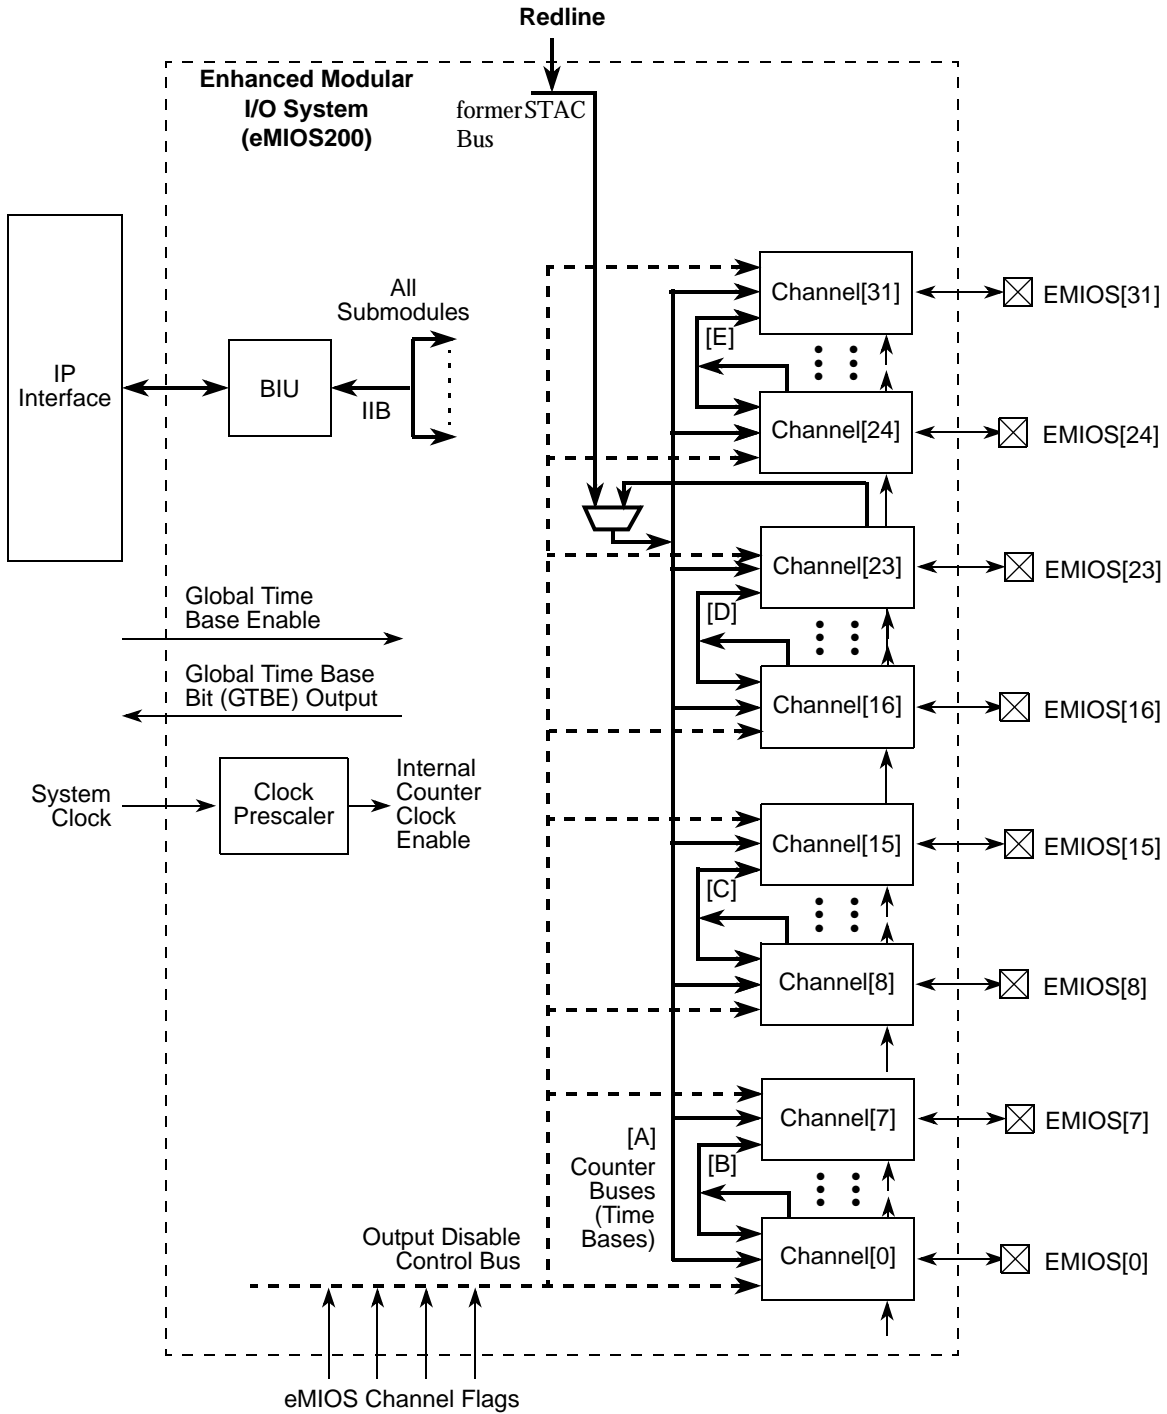 Redline
Enhanced Modular
I/O System
(eMIOS200)
former STAC
Bus
IP
Interface
BIU
IIB
All
Submodules
Global Time
Base Enable
Global Time Base
Bit (GTBE) Output
System
Clock
Clock
Prescaler
Internal
Counter
Clock
Enable
Channel[31]
EMIOS[31]
[E]
Channel[24]
EMIOS[24]
Channel[23]
EMIOS[23]
[D]
Channel[16]
EMIOS[16]
Channel[15]
EMIOS[15]
[C]
Channel[8]
EMIOS[8]
Channel[7]
EMIOS[7]
[A]
Counter
Buses
(Time
Bases)
[B]
Channel[0]
EMIOS[0]
Output Disable
Control Bus
eMIOS Channel Flags